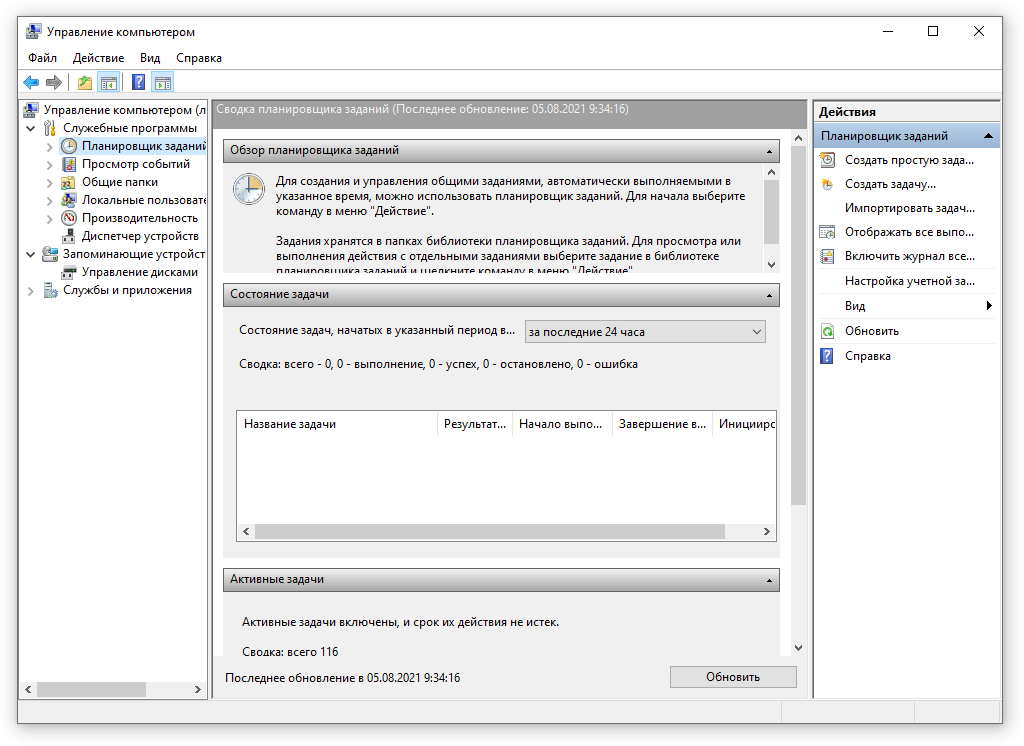 Управление компьютером
Файл Действие Вид Справка
Управление компьютером (л
Служебные программы
Планировщик заданий
Просмотр событий
Общие папки
Локальные пользовате
Производительность
Диспетчер устройств
Запоминающие устройст
Управление дисками
Службы и приложения
Сводка планировщика заданий (Последнее обновление: 05.08.2021 9:34:16)
Обзор планировщика заданий
Для создания и управления общими заданиями, автоматически выполняемыми в
указанное время, можно использовать планировщик заданий. Для начала выберите
команду в меню "Действие".
Задания хранятся в папках библиотеки планировщика заданий. Для просмотра или
выполнения действия с отдельными заданиями выберите задание в библиотеке
планировщика заданий и щелкните команду в меню "Действие".
Состояние задачи
Состояние задач, начатых в указанный период в... за последние 24 часа
Сводка: всего - 0, 0 - выполнение, 0 - успех, 0 - остановлено, 0 - ошибка
Название задачи Результат... Начало выпо... Завершение в... Иницииро
Активные задачи
Активные задачи включены, и срок их действия не истек.
Сводка: всего 116
Последнее обновление в 05.08.2021 9:34:16 Обновить
Действия
Планировщик заданий
Создать простую зада...
Создать задачу...
Импортировать задач...
Отображать все выпо...
Включить журнал все...
Настройка учетной за...
Вид
Обновить
Справка